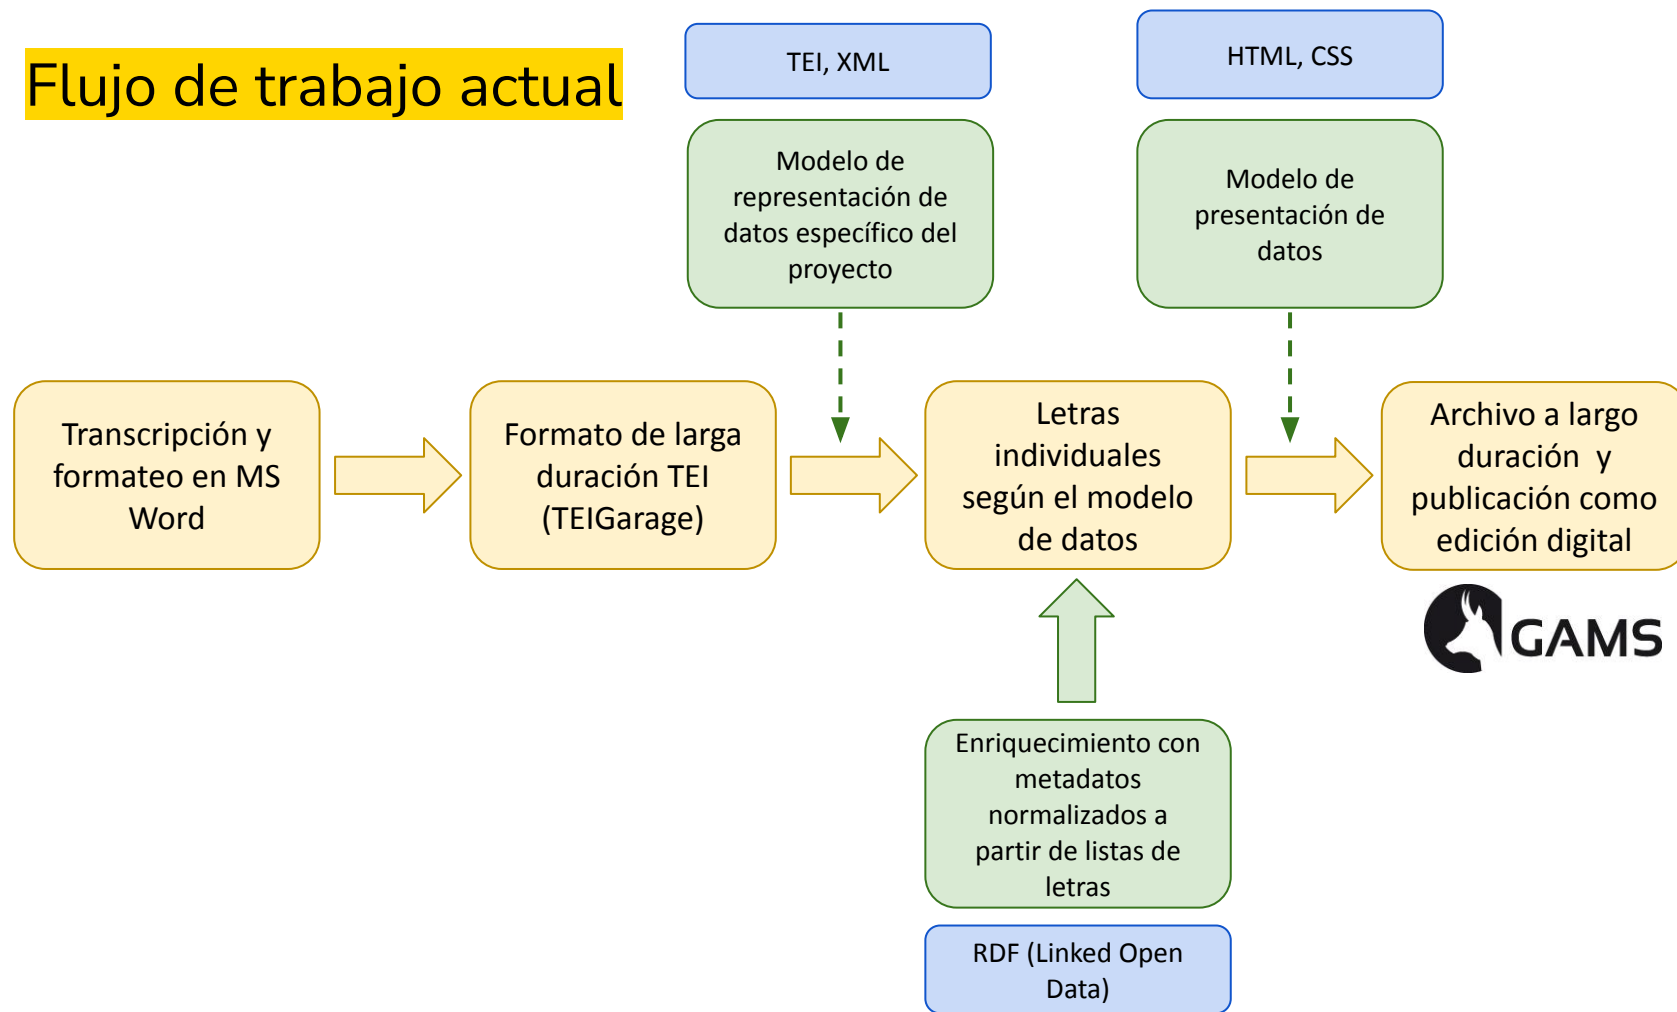 Flujo de trabajo actual
TEI, XML
HTML, CSS
Modelo de
representación de
datos específico del
proyecto
Modelo de
presentación de
datos
Transcripción y
formateo en MS
Word
Formato de larga
duración TEI
(TEIGarage)
Letras
individuales
según el modelo
de datos
Archivo a largo
duración y
publicación como
edición digital
GAMS
Enriquecimiento con
metadatos
normalizados a
partir de listas de
letras
RDF (Linked Open
Data)